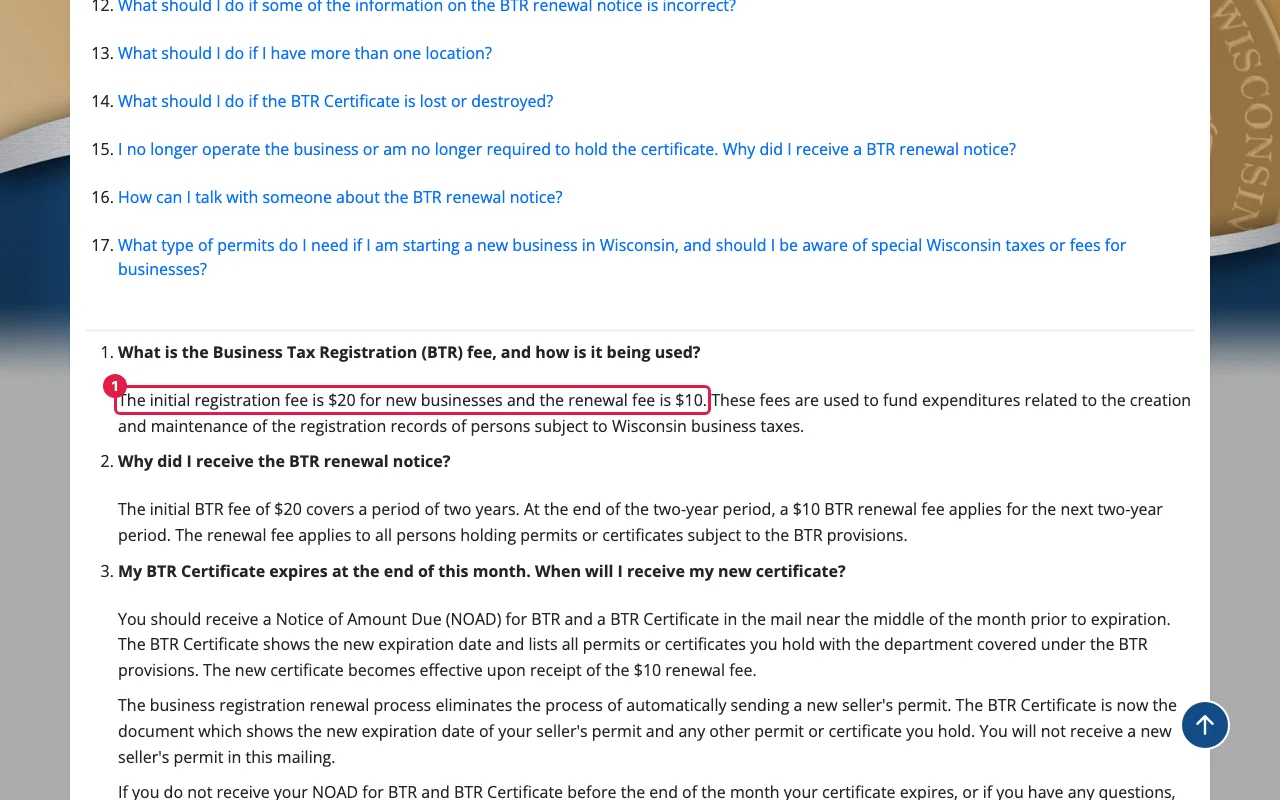 12. What should I do if some of the information on the BTR renewal notice is incorrect?
13. What should I do if I have more than one location?
14. What should I do if the BTR Certificate is lost or destroyed?
15. I no longer operate the business or am no longer required to hold the certificate. Why did I receive a BTR renewal notice?
16. How can I talk with someone about the BTR renewal notice?
17. What type of permits do I need if I am starting a new business in Wisconsin, and should I be aware of special Wisconsin taxes or fees for
businesses?
WISCONSIN
1. What is the Business Tax Registration (BTR) fee, and how is it being used?
1
The initial registration fee is $20 for new businesses and the renewal fee is $10. These fees are used to fund expenditures related to the creation
and maintenance of the registration records of persons subject to Wisconsin business taxes.
2. Why did I receive the BTR renewal notice?
The initial BTR fee of $20 covers a period of two years. At the end of the two-year period, a $10 BTR renewal fee applies for the next two-year
period. The renewal fee applies to all persons holding permits or certificates subject to the BTR provisions.
3. My BTR Certificate expires at the end of this month. When will I receive my new certificate?
You should receive a Notice of Amount Due (NOAD) for BTR and a BTR Certificate in the mail near the middle of the month prior to expiration.
The BTR Certificate shows the new expiration date and lists all permits or certificates you hold with the department covered under the BTR
provisions. The new certificate becomes effective upon receipt of the $10 renewal fee.
The business registration renewal process eliminates the process of automatically sending a new seller's permit. The BTR Certificate is now the
document which shows the new expiration date of your seller's permit and any other permit or certificate you hold. You will not receive a new
seller's permit in this mailing.
If you do not receive your NOAD for BTR and BTR Certificate before the end of the month your certificate expires, or if you have any questions,